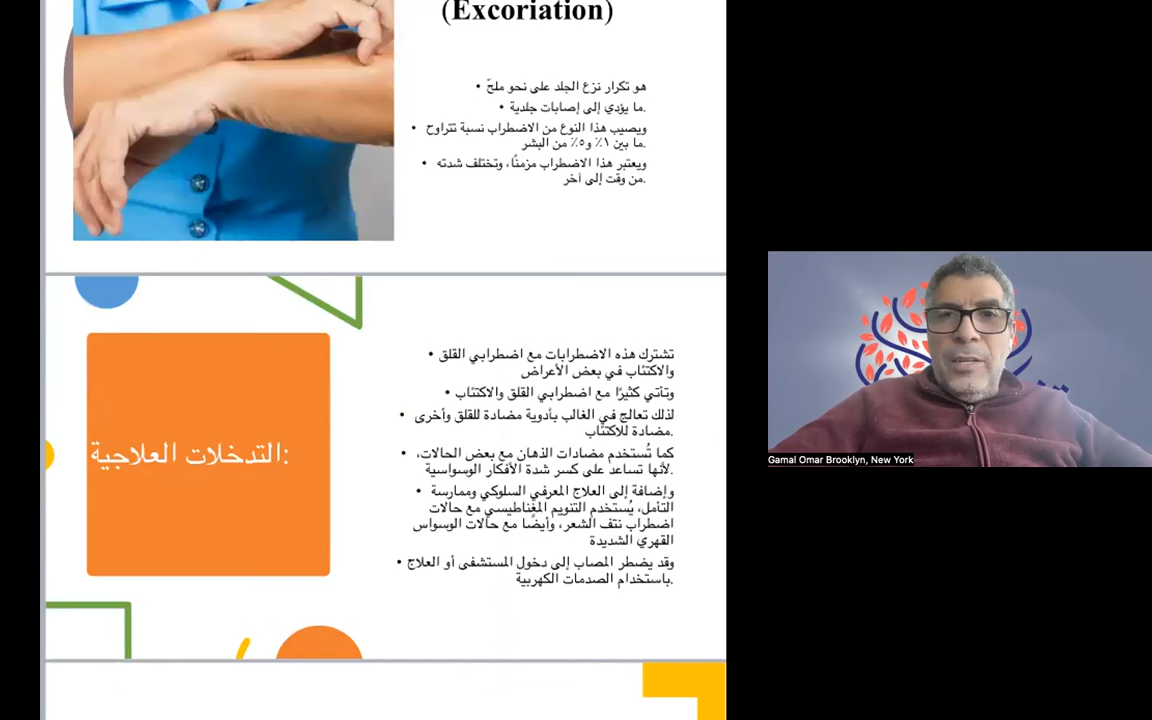 (Excoriation)
• هو تكرار نزع الجلد على نحو ملحّ
• ما يؤدي إلى إصابات جلدية.
• ويصيب هذا النوع من الاضطراب نسبة تتراوح
ما بين ١٪ و٥٪ من البشر.
• ويعتبر هذا الاضطراب مزمنًا، وتختلف شدته
من وقت إلى آخر.
التدخلات العلاجية:
• تشترك هذه الاضطرابات مع اضطرابي القلق
والاكتئاب في بعض الأعراض
• وتأتي كثيرًا مع اضطرابي القلق والاكتئاب
• لذلك تعالج في الغالب بأدوية مضادة للقلق وأخرى
مضادة للاكتئاب.
• كما تُستخدم مضادات الذهان مع بعض الحالات،
لأنها تساعد على كسر شدة الأفكار الوسواسية.
• وإضافة إلى العلاج المعرفي السلوكي وممارسة
التأمل، يُستخدم التنويم المغناطيسي مع حالات
اضطراب نتف الشعر، وأيضًا مع حالات الوسواس
القهري الشديدة
• وقد يضطر المصاب إلى دخول المستشفى أو العلاج
باستخدام الصدمات الكهربية.
Gamal Omar Brooklyn, New York